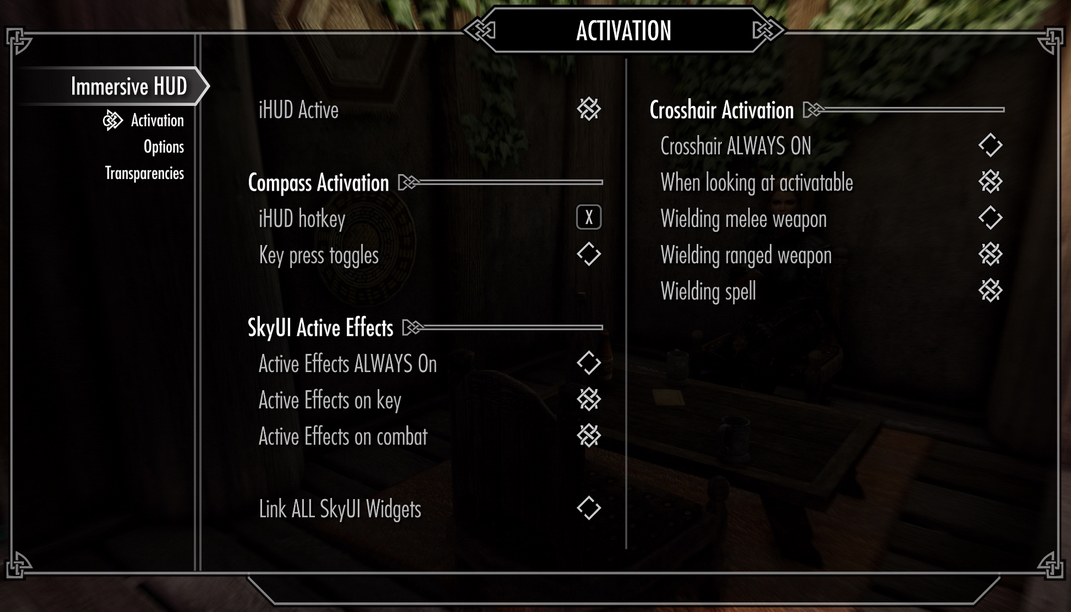 ACTIVATION
Immersive HUD
Activation
Options
Transparencies
iHUD Active
Compass Activation
iHUD hotkey X
Key press toggles
SkyUI Active Effects
Active Effects ALWAYS On
Active Effects on key
Active Effects on combat
Link ALL SkyUI Widgets
Crosshair Activation
Crosshair ALWAYS ON
When looking at activatable
Wielding melee weapon
Wielding ranged weapon
Wielding spell